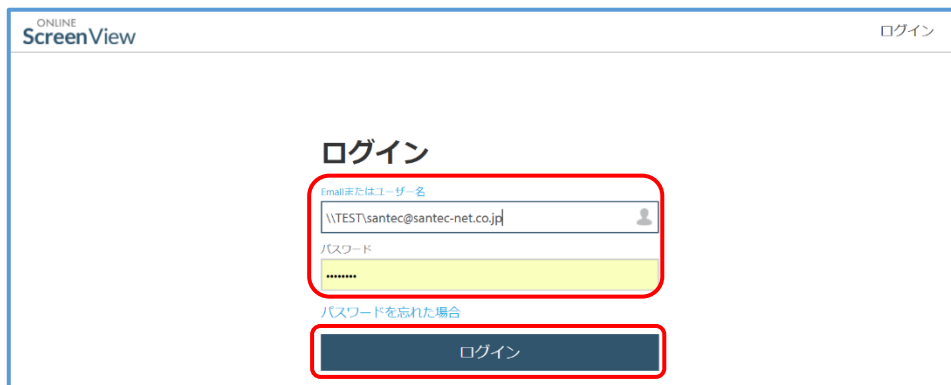 ONLINE
ScreenView
ログイン
ログイン
Emailまたはユーザー名
\\TEST\santec@santec-net.co.jp
パスワード
••••••••
パスワードを忘れた場合
ログイン